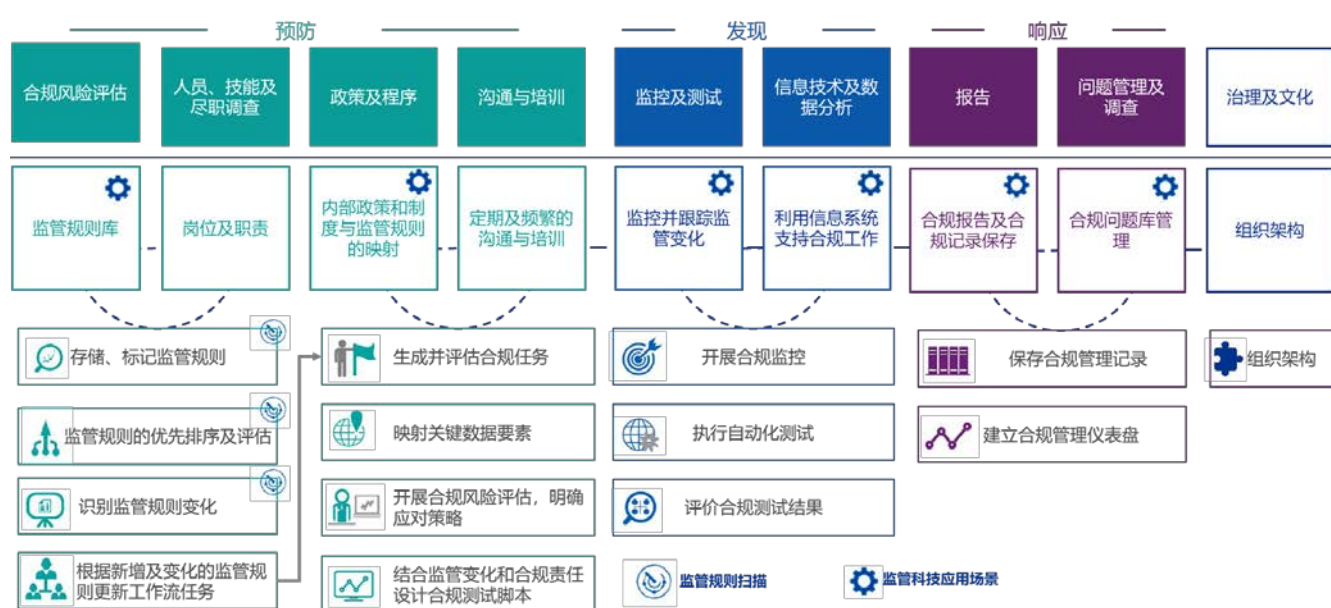 预防
发现
响应
合规风险评估
人员、技能及
尽职调查
政策及程序
沟通与培训
监控及测试
信息技术及数
据分析
报告
问题管理及
调查
治理及文化
监管规则库
岗位及职责
内部政策和制
度与监管规则
的映射
定期及频繁的
沟通与培训
监控并跟踪监
管变化
利用信息系统
支持合规工作
合规报告及合
规记录保存
合规问题库管
理
组织架构
存储、标记监管规则
生成并评估合规任务
开展合规监控
保存合规管理记录
组织架构
监管规则的优先排序及评估
映射关键数据要素
执行自动化测试
建立合规管理仪表盘
识别监管规则变化
开展合规风险评估，明确
应对策略
评价合规测试结果
根据新增及变化的监管规
则更新工作流任务
结合监管变化和合规责任
设计合规测试脚本
监管规则扫描
监管科技应用场景